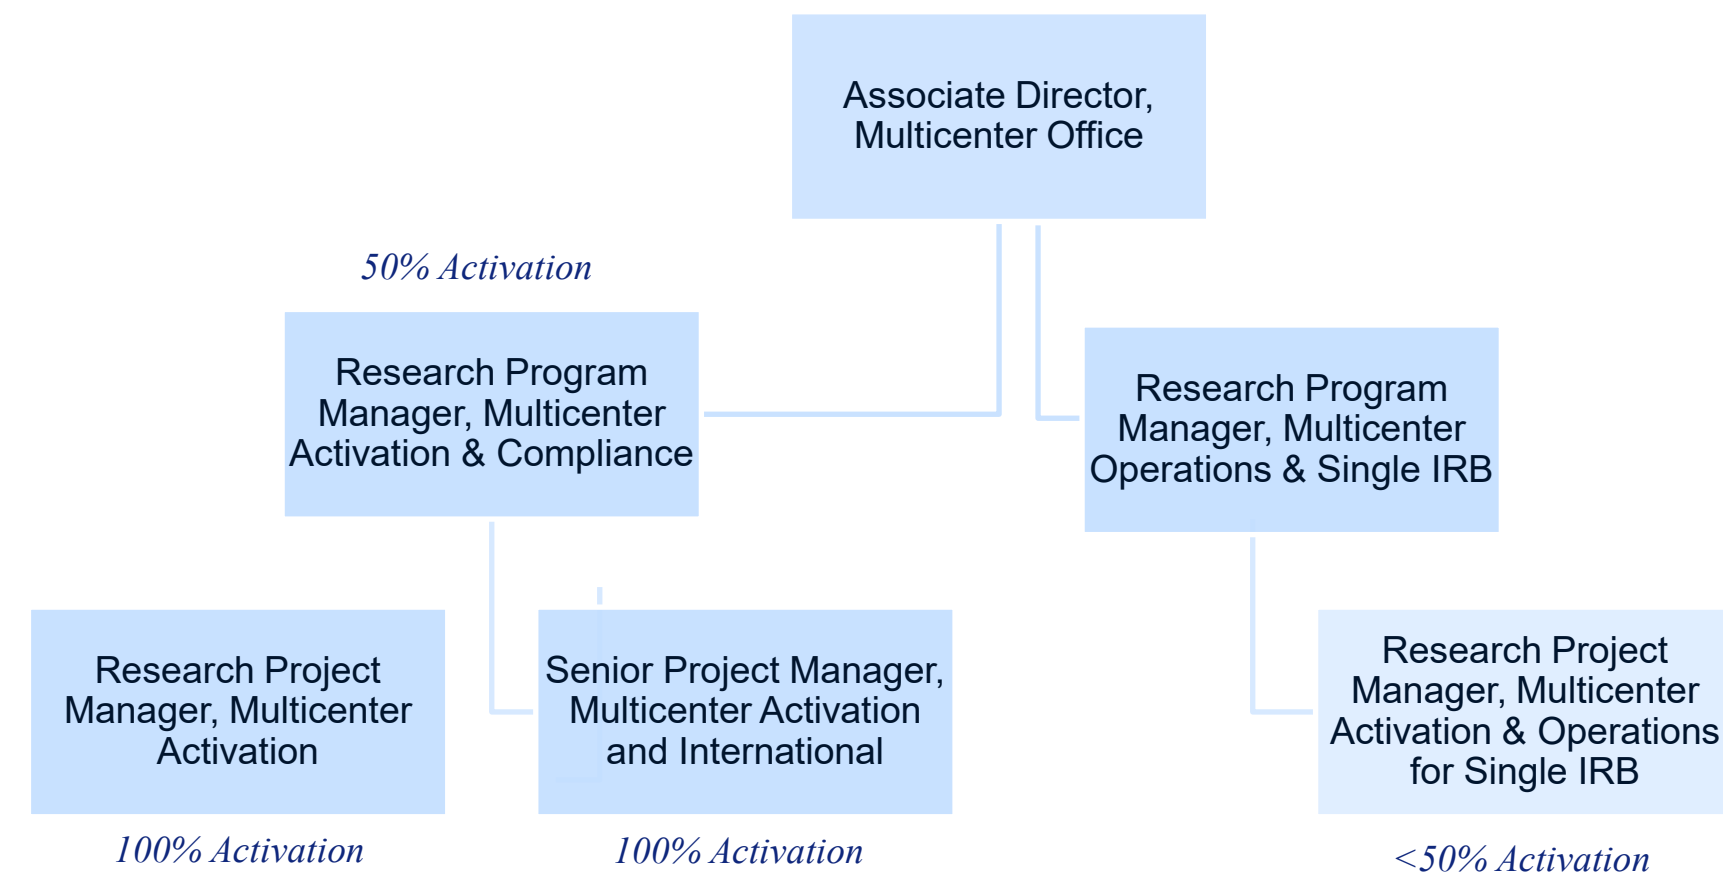 Associate Director,
Multicenter Office
50% Activation
Research Program
Manager, Multicenter
Activation & Compliance
Research Program
Manager, Multicenter
Operations & Single IRB
Research Project
Manager, Multicenter
Activation
Senior Project Manager,
Multicenter Activation
and International
Research Project
Manager, Multicenter
Activation & Operations
for Single IRB
100% Activation
100% Activation
<50% Activation